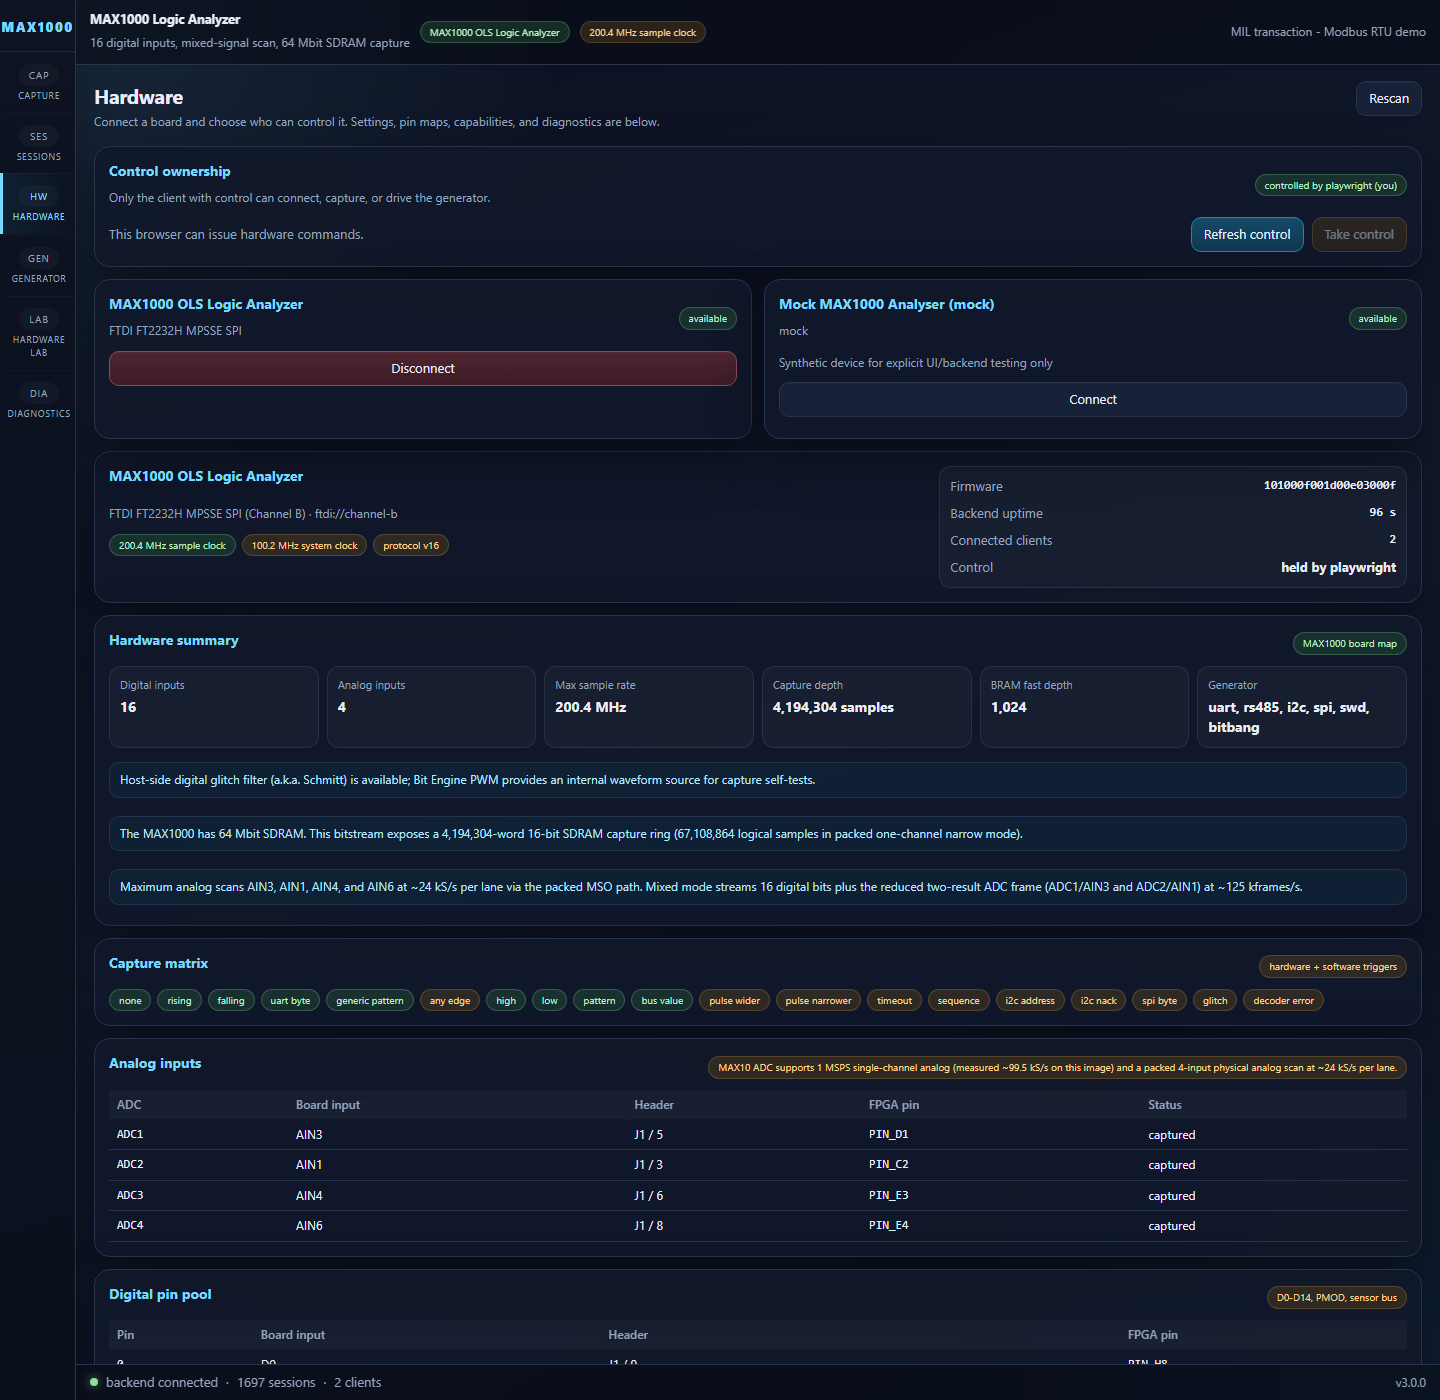 MAX1000
CAP
CAPTURE
SES
SESSIONS
HW
HARDWARE
GEN
GENERATOR
LAB
HARDWARE
LAB
DIA
DIAGNOSTICS
MAX1000 Logic Analyzer
16 digital inputs, mixed-signal scan, 64 Mbit SDRAM capture
MAX1000 OLS Logic Analyzer
200.4 MHz sample clock
MIL transaction - Modbus RTU demo
Hardware
Connect a board and choose who can control it. Settings, pin maps, capabilities, and diagnostics are below.
Rescan
Control ownership
Only the client with control can connect, capture, or drive the generator.
controlled by playwright (you)
This browser can issue hardware commands.
Refresh control
Take control
MAX1000 OLS Logic Analyzer
FTDI FT2232H MPSSE SPI
available
Disconnect
Mock MAX1000 Analyser (mock)
mock
available
Synthetic device for explicit UI/backend testing only
Connect
MAX1000 OLS Logic Analyzer
FTDI FT2232H MPSSE SPI (Channel B) · ftdi://channel-b
200.4 MHz sample clock
100.2 MHz system clock
protocol v16
Firmware 101000f001d00e03000f
Backend uptime 96 s
Connected clients 2
Control held by playwright
Hardware summary
MAX1000 board map
Digital inputs
16
Analog inputs
4
Max sample rate
200.4 MHz
Capture depth
4,194,304 samples
BRAM fast depth
1,024
Generator
uart, rs485, i2c, spi, swd,
bitbang
Host-side digital glitch filter (a.k.a. Schmitt) is available; Bit Engine PWM provides an internal waveform source for capture self-tests.
The MAX1000 has 64 Mbit SDRAM. This bitstream exposes a 4,194,304-word 16-bit SDRAM capture ring (67,108,864 logical samples in packed one-channel narrow mode).
Maximum analog scans AIN3, AIN1, AIN4, and AIN6 at ~24 kS/s per lane via the packed MSO path. Mixed mode streams 16 digital bits plus the reduced two-result ADC frame (ADC1/AIN3 and ADC2/AIN1) at ~125 kframes/s.
Capture matrix
hardware + software triggers
none rising falling uart byte generic pattern any edge high low pattern bus value pulse wider pulse narrower timeout sequence i2c address i2c nack spi byte glitch decoder error
Analog inputs
MAX10 ADC supports 1 MSPS single-channel analog (measured ~99.5 kS/s on this image) and a packed 4-input physical analog scan at ~24 kS/s per lane.
ADC Board input Header FPGA pin Status
ADC1 AIN3 J1 / 5 PIN_D1 captured
ADC2 AIN1 J1 / 3 PIN_C2 captured
ADC3 AIN4 J1 / 6 PIN_E3 captured
ADC4 AIN6 J1 / 8 PIN_E4 captured
Digital pin pool
D0-D14, PMOD, sensor bus
Pin Board input Header FPGA pin
0 D0 J1 / 9 PIN_H8
backend connected · 1697 sessions · 2 clients
v3.0.0